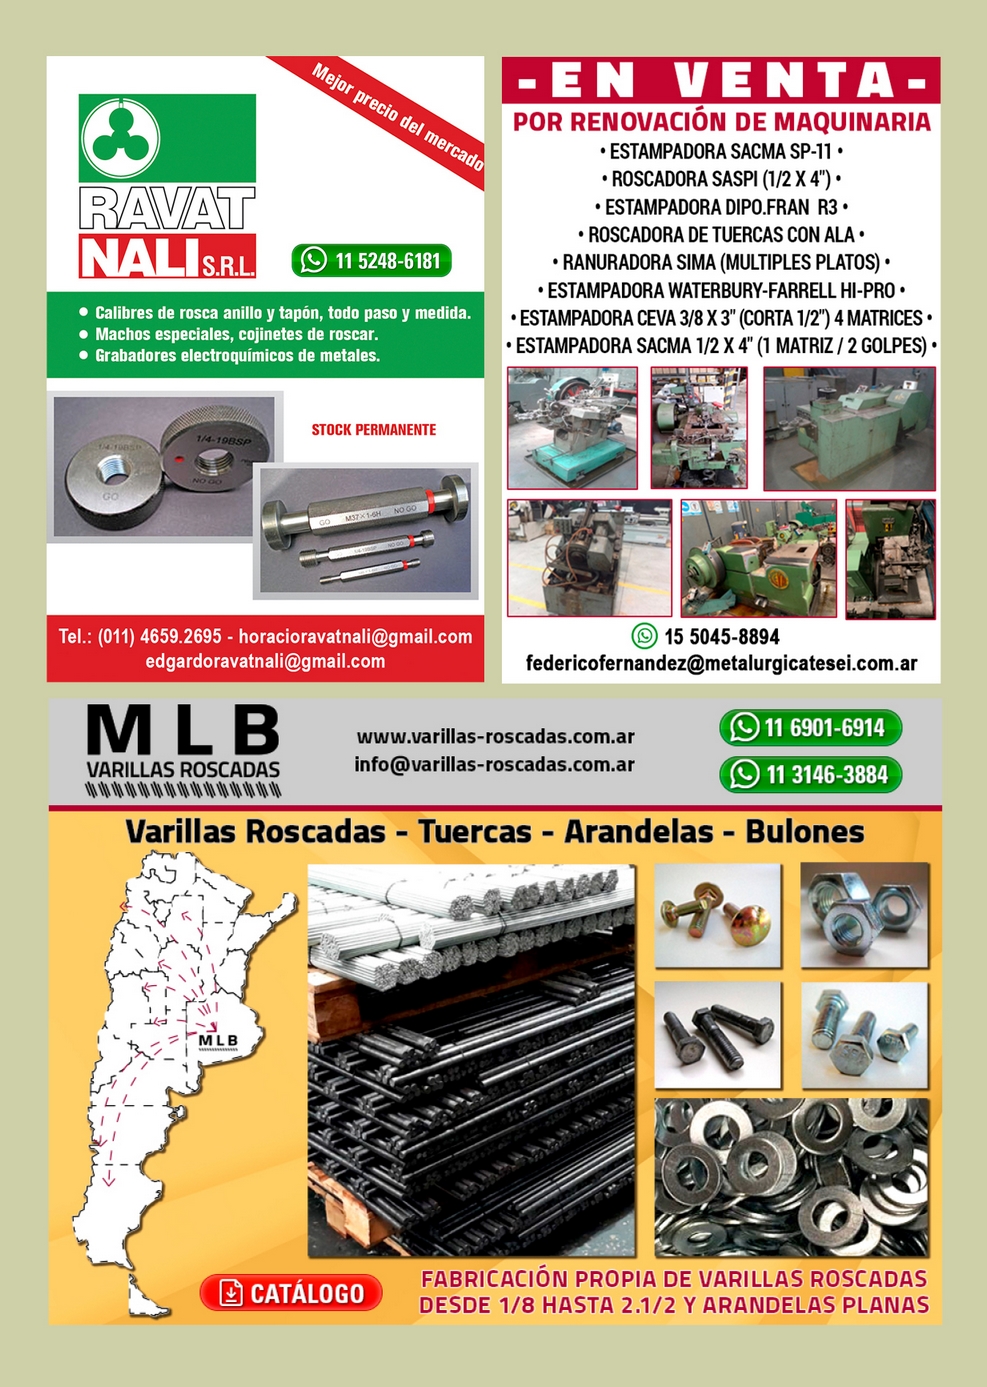 Mejor precio del mercado
RAVAT
NALI S.R.L.
11 5248-6181
• Calibres de rosca anillo y tapón, todo paso y medida.
• Machos especiales, cojinetes de roscar.
• Grabadores electroquímicos de metales.
STOCK PERMANENTE
1/4-19BSP
GO
1/4-19BSP
NO GO
GO M37X1-6H NO GO
Tel.: (011) 4659.2695 - horacioravatnali@gmail.com
edgardoravatnali@gmail.com
-EN VENTA-
POR RENOVACIÓN DE MAQUINARIA
• ESTAMPADORA SACMA SP-11 •
• ROSCADORA SASPI (1/2 X 4") •
• ESTAMPADORA DIPO.FRAN R3 •
• ROSCADORA DE TUERCAS CON ALA •
• RANURADORA SIMA (MULTIPLES PLATOS) •
• ESTAMPADORA WATERBURY-FARRELL HI-PRO •
• ESTAMPADORA CEVA 3/8 X 3" (CORTA 1/2") 4 MATRICES •
• ESTAMPADORA SACMA 1/2 X 4" (1 MATRIZ / 2 GOLPES) •
15 5045-8894
federicofernandez@metalurgicatesei.com.ar
MLB
VARILLAS ROSCADAS
www.varillas-roscadas.com.ar
info@varillas-roscadas.com.ar
11 6901-6914
11 3146-3884
Varillas Roscadas - Tuercas - Arandelas - Bulones
MLB
CATÁLOGO
FABRICACIÓN PROPIA DE VARILLAS ROSCADAS
DESDE 1/8 HASTA 2.1/2 Y ARANDELAS PLANAS